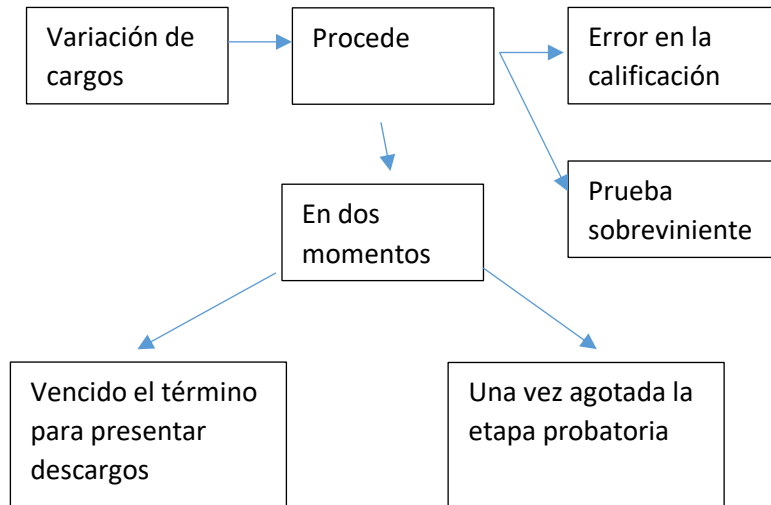 Variación de
cargos
Procede
Error en la
calificación
Prueba
sobreviniente
En dos
momentos
Vencido el término
para presentar
descargos
Una vez agotada la
etapa probatoria